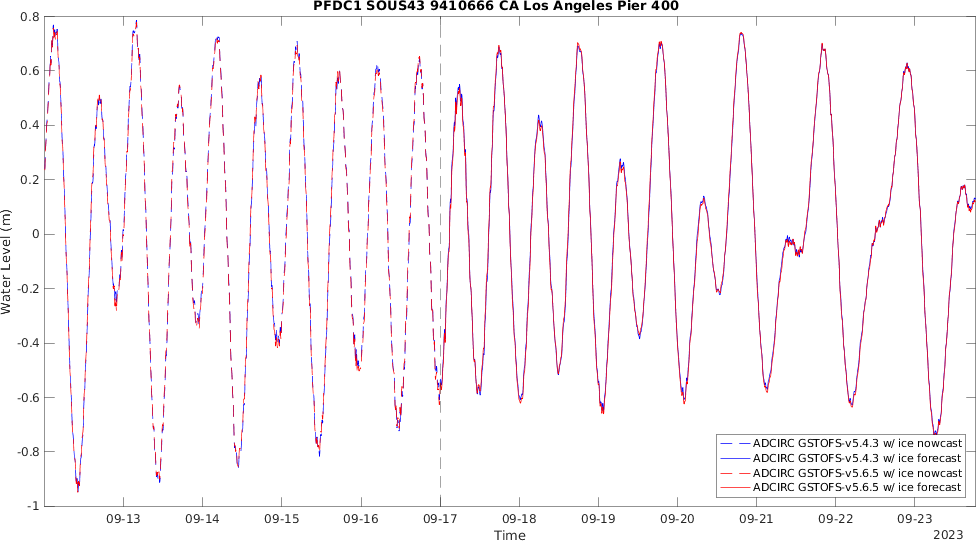 PFDC1 SOUS43 9410666 CA Los Angeles Pier 400
0.8
0.6
0.4
0.2
0
-0.2
-0.4
-0.6
-0.8
-1
Water Level (m)
09-13 09-14 09-15 09-16 09-17 09-18 09-19 09-20 09-21 09-22 09-23
Time
2023
ADCIRC GSTOFS-v5.4.3 w/ ice nowcast
ADCIRC GSTOFS-v5.4.3 w/ ice forecast
ADCIRC GSTOFS-v5.6.5 w/ ice nowcast
ADCIRC GSTOFS-v5.6.5 w/ ice forecast